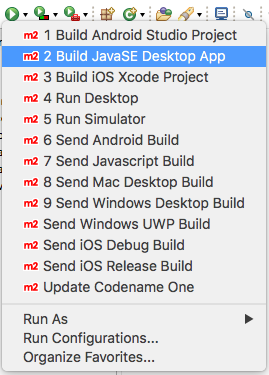 m2 1 Build Android Studio Project
m2 2 Build JavaSE Desktop App
m2 3 Build iOS Xcode Project
m2 4 Run Desktop
m2 5 Run Simulator
m2 6 Send Android Build
m2 7 Send Javascript Build
m2 8 Send Mac Desktop Build
m2 9 Send Windows Desktop Build
m2 Send Windows UWP Build
m2 Send iOS Debug Build
m2 Send iOS Release Build
m2 Update Codename One
Run As
Run Configurations...
Organize Favorites...